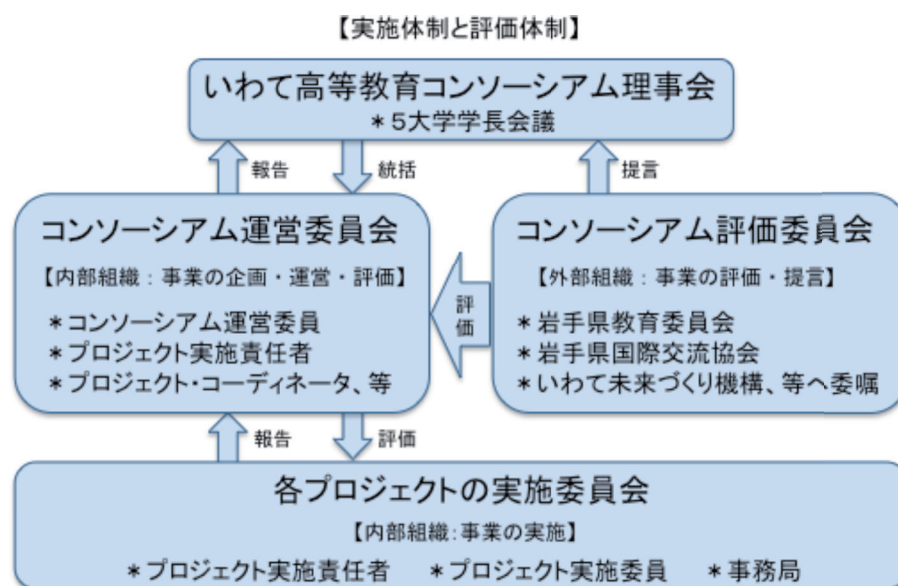 【実施体制と評価体制】
いわて高等教育コンソーシアム理事会
＊５大学学長会議
報告
統括
提言
コンソーシアム運営委員会
【内部組織：事業の企画・運営・評価】
＊コンソーシアム運営委員
＊プロジェクト実施責任者
＊プロジェクト・コーディネータ、等
評価
コンソーシアム評価委員会
【外部組織：事業の評価・提言】
＊岩手県教育委員会
＊岩手県国際交流協会
＊いわて未来づくり機構、等へ委嘱
報告
評価
各プロジェクトの実施委員会
【内部組織：事業の実施】
＊プロジェクト実施責任者　＊プロジェクト実施委員　＊事務局